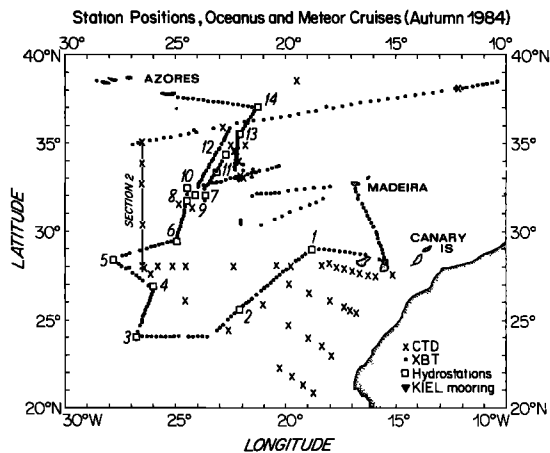 Station Positions, Oceanus and Meteor Cruises (Autumn 1984)
30° 25° 20° 15° 10°
40°N 40°N
AZORES
14
35° 35°
12 13
10 11
MADEIRA
8 7
9
SECTION 2
LATITUDE
6 1
CANARY
IS
30° 30°
5
4
25° 2 25°
3
x CTD
• XBT
□ Hydrostations
▼ KIEL mooring
20°N 20°N
30°W 25° 20° 15° 10°W
LONGITUDE